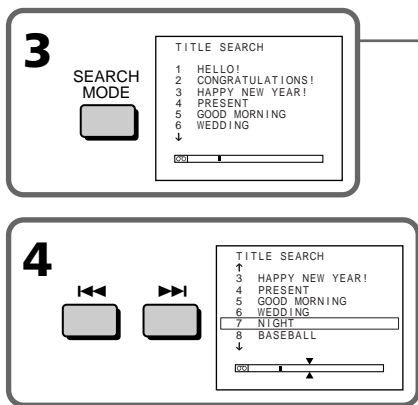 3
SEARCH
MODE
TITLE SEARCH
1 HELLO!
2 CONGRATULATIONS!
3 HAPPY NEW YEAR!
4 PRESENT
5 GOOD MORNING
6 WEDDING
↓
4
↑
TITLE SEARCH
3 HAPPY NEW YEAR!
4 PRESENT
5 GOOD MORNING
6 WEDDING
7 NIGHT
8 BASEBALL
↓